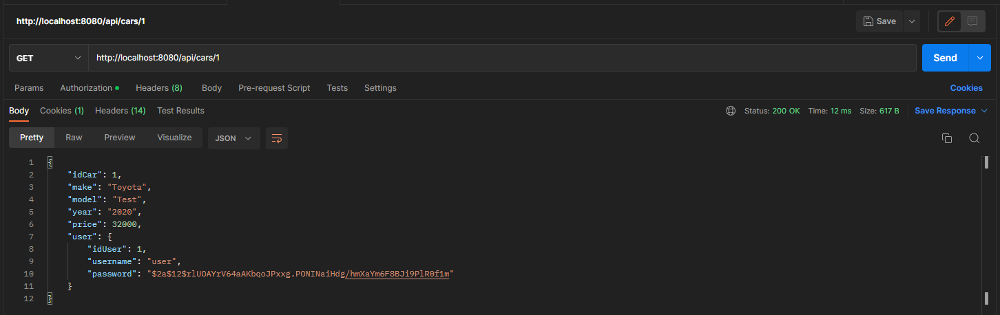 http://localhost:8080/api/cars/1
Save
GET
http://localhost:8080/api/cars/1
Send
Params Authorization Headers (8) Body Pre-request Script Tests Settings Cookies
Body Cookies (1) Headers (14) Test Results Status: 200 OK Time: 12 ms Size: 617 B Save Response
Pretty Raw Preview Visualize JSON
1 {
2 "idCar": 1,
3 "make": "Toyota",
4 "model": "Test",
5 "year": "2020",
6 "price": 32000,
7 "user": {
8 "idUser": 1,
9 "username": "user",
10 "password": "$2a$12$rlUOAYrV64aAKbqoJPxxg.PONINaiHdg/hmXaYm6F8BJi9PlR0f1m"
11 }
12 }